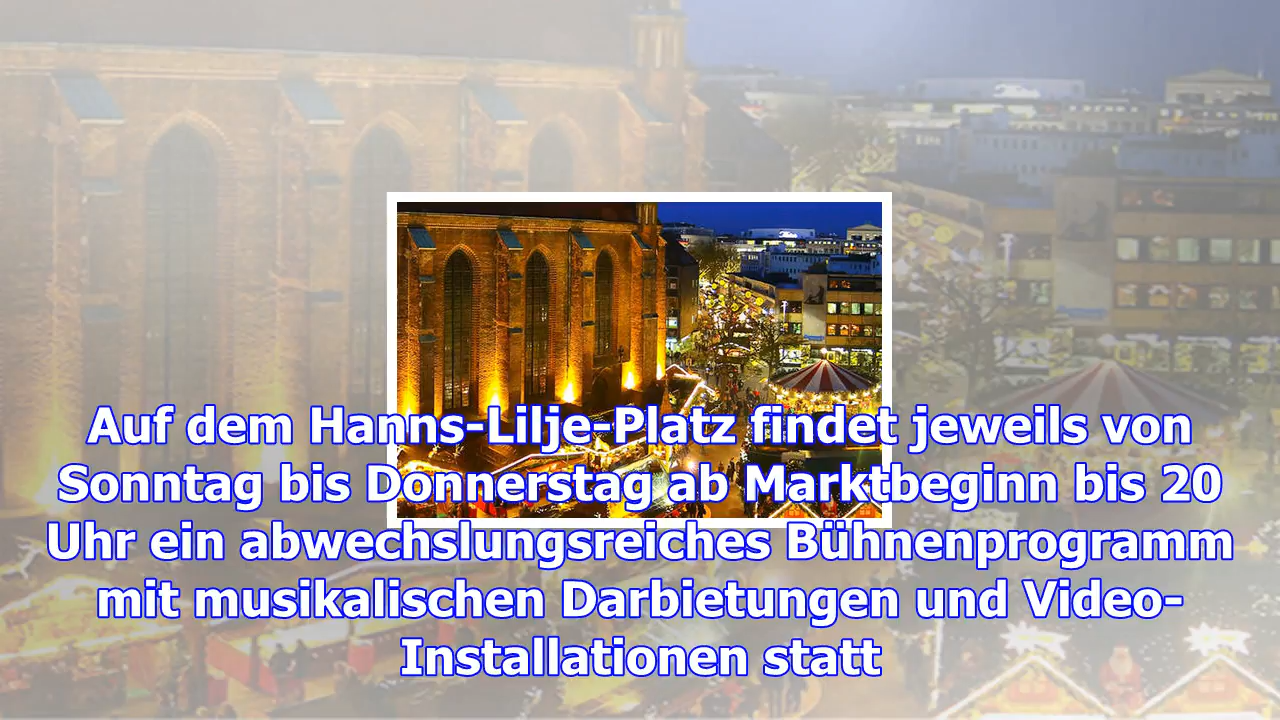 Auf dem Hanns-Lilje-Platz findet jeweils von
Sonntag bis Donnerstag ab Marktbeginn bis 20
Uhr ein abwechslungsreiches Bühnenprogramm
mit musikalischen Darbietungen und Video-
Installationen statt